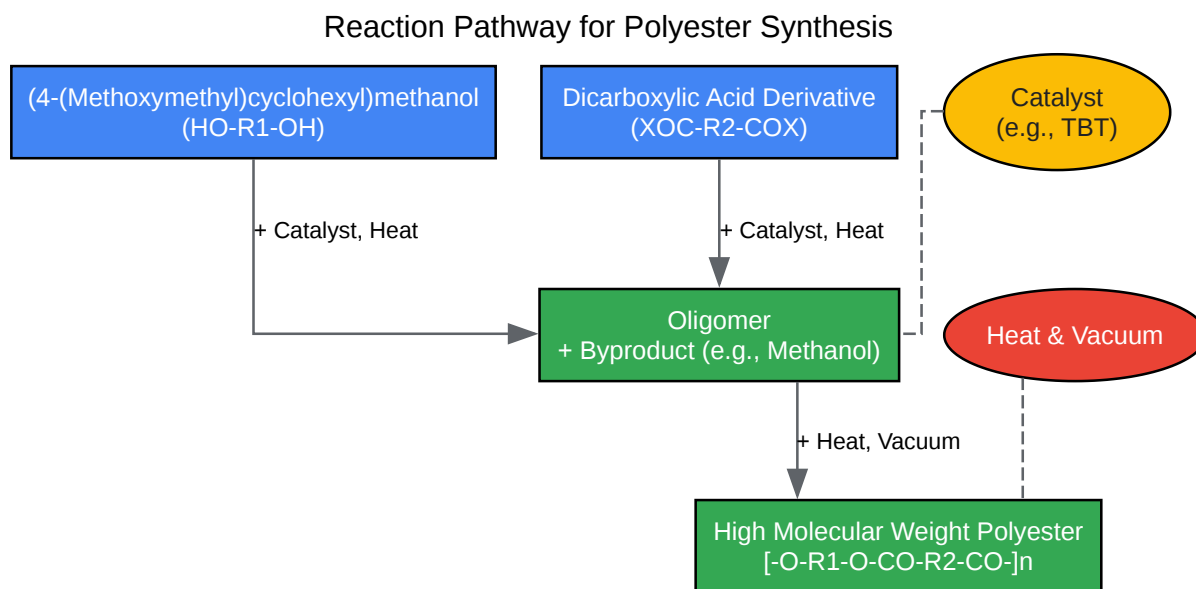 Reaction Pathway for Polyester Synthesis
(4-(Methoxymethyl)cyclohexyl)methanol
(HO-R1-OH)
Dicarboxylic Acid Derivative
(XOC-R2-COX)
Catalyst
(e.g., TBT)
+ Catalyst, Heat
+ Catalyst, Heat
Oligomer
+ Byproduct (e.g., Methanol)
Heat & Vacuum
+ Heat, Vacuum
High Molecular Weight Polyester
[-O-R1-O-CO-R2-CO-]n